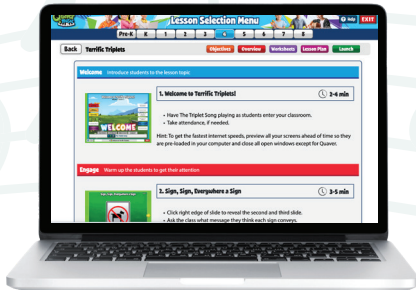 Quaver
Lesson Selection Menu
Help EXIT
Pre-K K 1 2 3 4 5 6 7 8
Back Terrific Triplets Objectives Overview Worksheets Lesson Plan Launch
Welcome Introduce students to the lesson topic
1. Welcome to Terrific Triplets! 2-4 min
• Have The Triplet Song playing as students enter your classroom.
• Take attendance, if needed.
Hint: To get the fastest internet speeds, preview all your screens ahead of time so they
are pre-loaded in your computer and close all open windows except for Quaver.
WELCOME
Engage Warm up the students to get their attention
2. Sign, Sign, Everywhere a Sign 3-5 min
• Click right edge of slide to reveal the second and third slide.
• Ask the class what message they think each sign conveys.